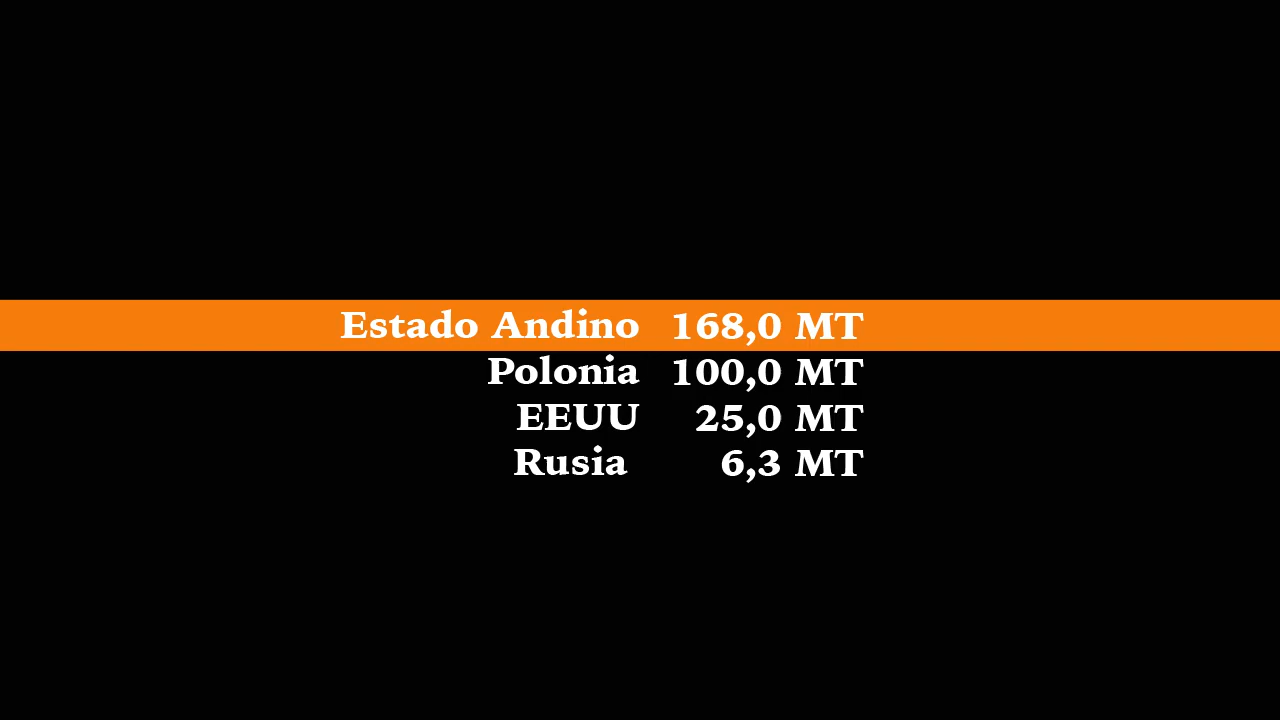 Estado Andino 168,0 MT
Polonia 100,0 MT
EEUU 25,0 MT
Rusia 6,3 MT